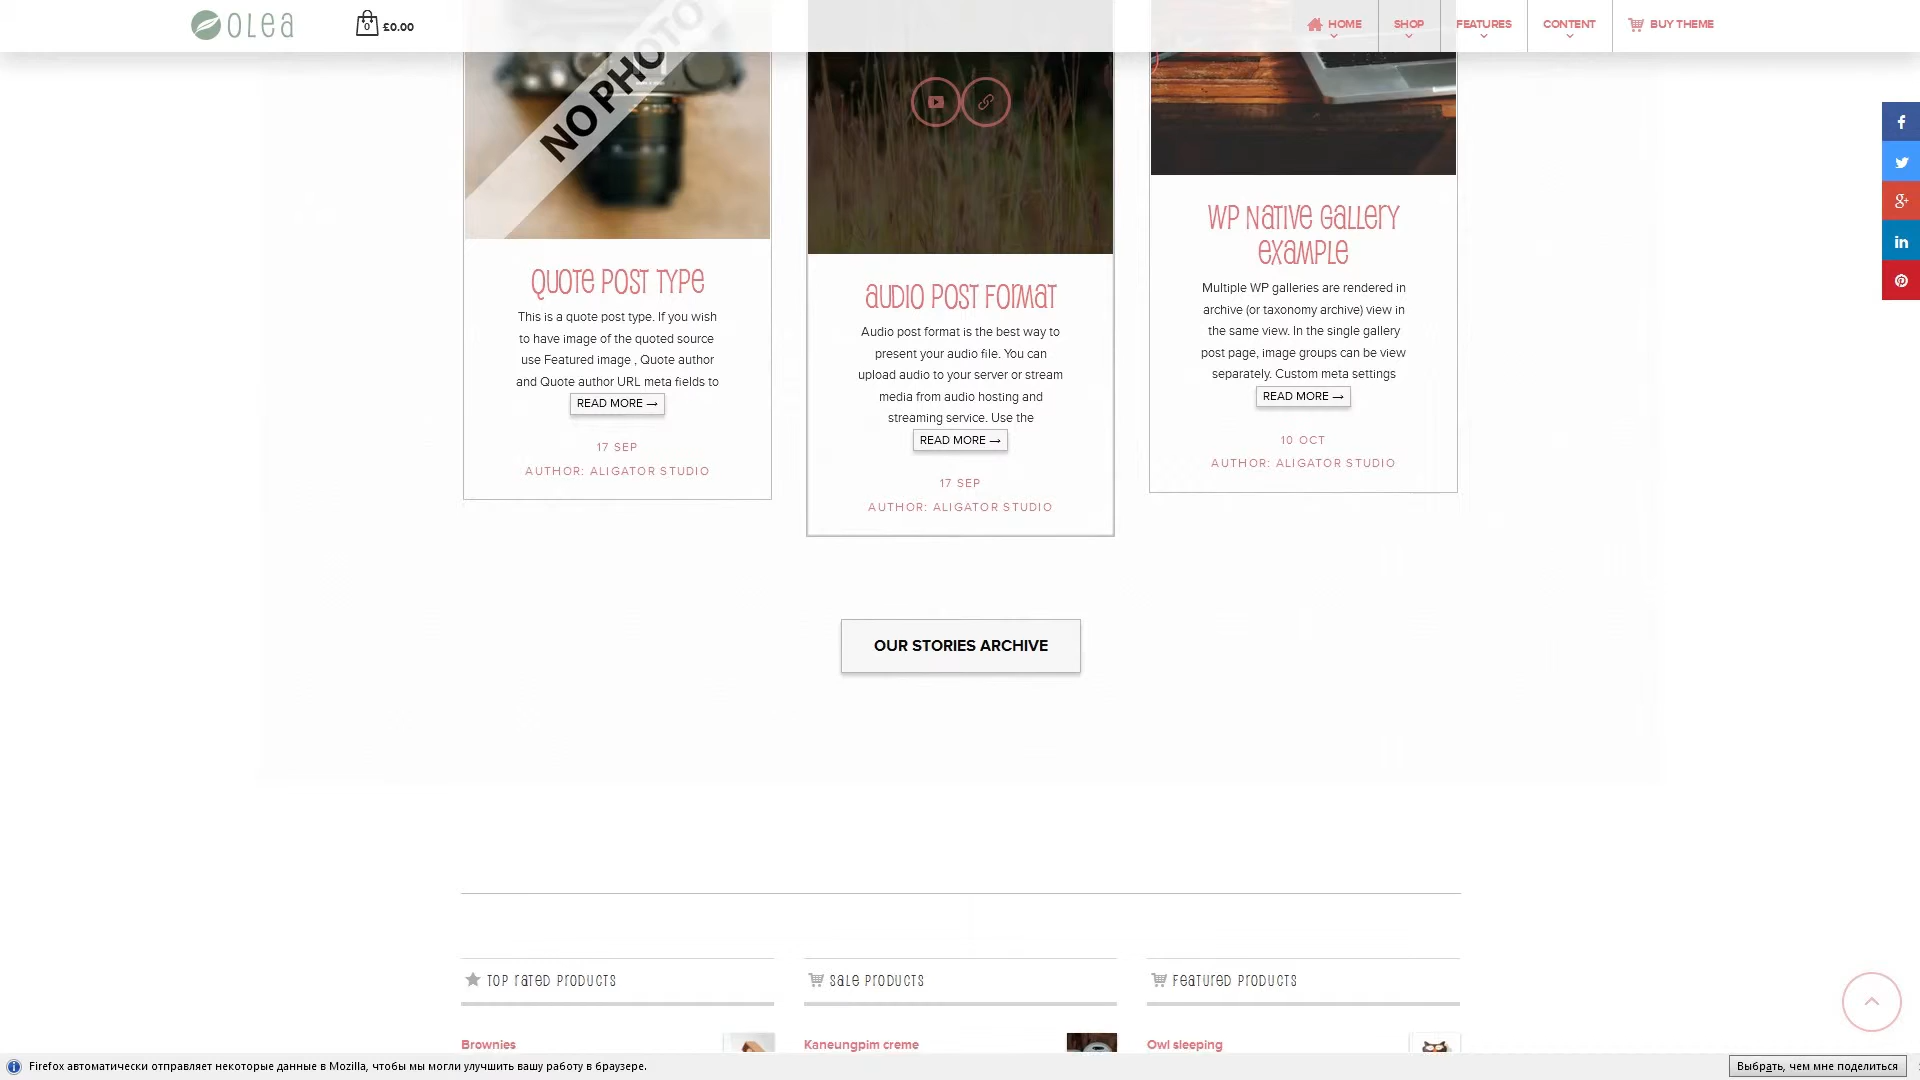 olea
0
£0.00
HOME
SHOP
FEATURES
CONTENT
BUY THEME
NO PHOTO
QUOTE POST TYPE
This is a quote post type. If you wish
to have image of the quoted source
use Featured image , Quote author
and Quote author URL meta fields to
READ MORE →
17 SEP
AUTHOR: ALIGATOR STUDIO
AUDIO POST FORMAT
Audio post format is the best way to
present your audio file. You can
upload audio to your server or stream
media from audio hosting and
streaming service. Use the
READ MORE →
17 SEP
AUTHOR: ALIGATOR STUDIO
WP NATIVE GALLERY
EXAMPLE
Multiple WP galleries are rendered in
archive (or taxonomy archive) view in
the same view. In the single gallery
post page, image groups can be view
separately. Custom meta settings
READ MORE →
10 OCT
AUTHOR: ALIGATOR STUDIO
OUR STORIES ARCHIVE
TOP RATED PRODUCTS
SALE PRODUCTS
FEATURED PRODUCTS
Brownies
Kaneungpim creme
Owl sleeping
Firefox автоматически отправляет некоторые данные в Mozilla, чтобы мы могли улучшить вашу работу в браузере.
Выбрать, чем мне поделиться